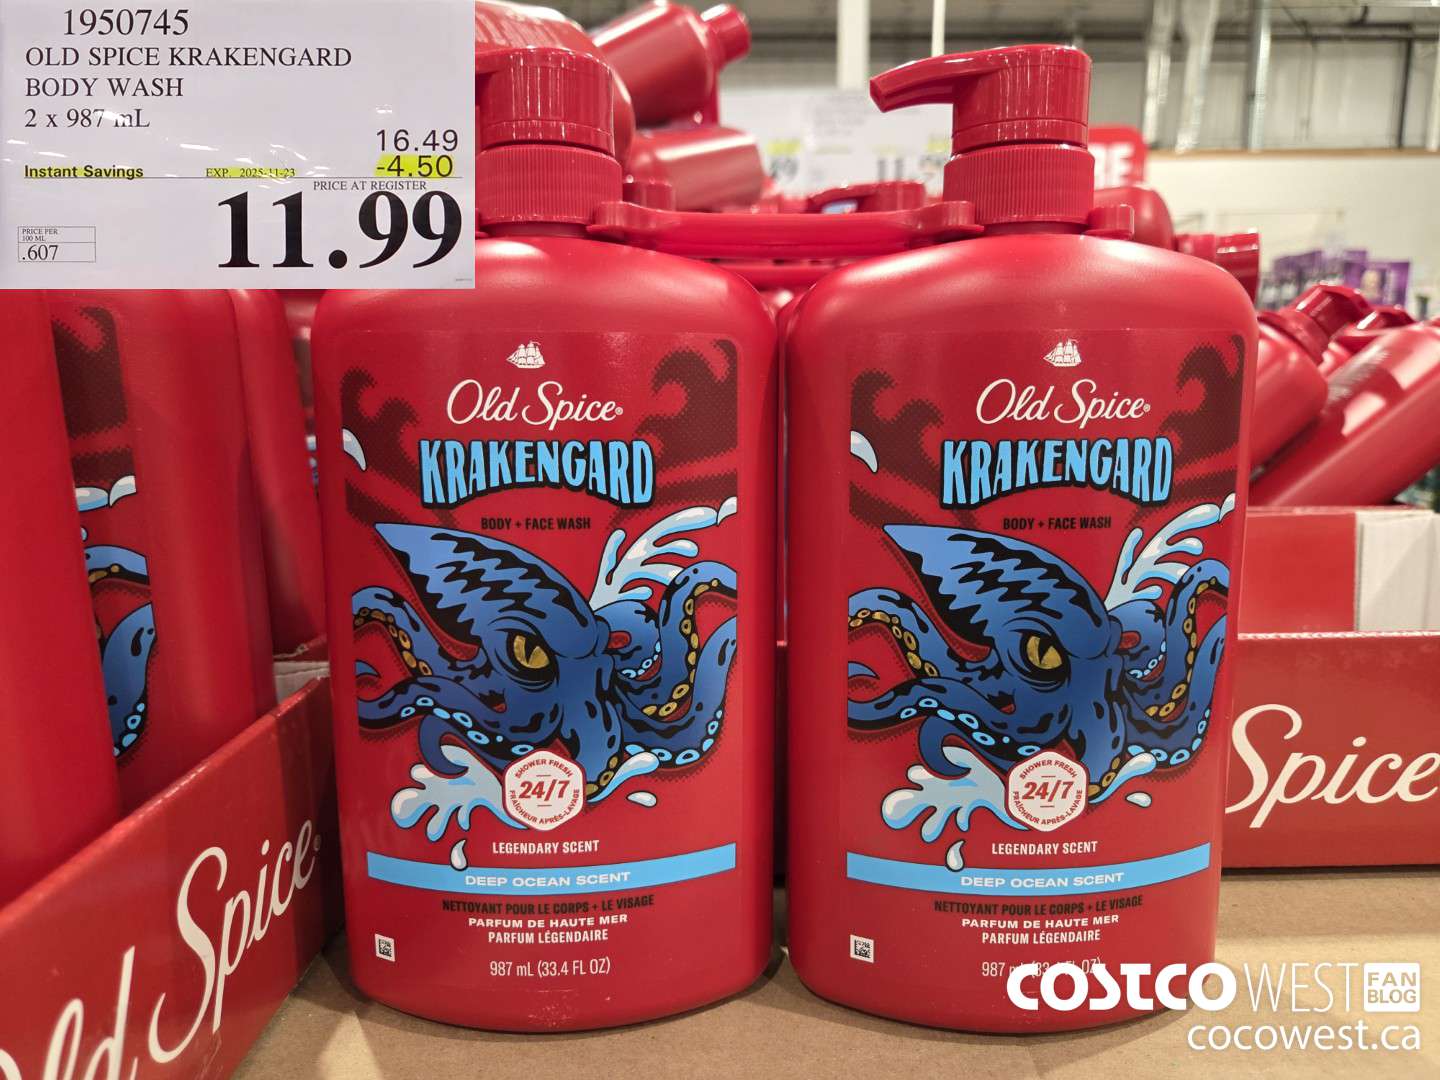 1950745
OLD SPICE KRAKENGARD
BODY WASH
2 x 987 mL
16.49
Instant Savings EXP. 2025-11-23 -4.50
PRICE AT REGISTER
11.99
PRICE PER
100 ML
.607
Old Spice
KRAKENGARD
BODY + FACE WASH
SHOWER FRESH
24/7
FRAÎCHEUR APRÈS-LAVAGE
LEGENDARY SCENT
DEEP OCEAN SCENT
NETTOYANT POUR LE CORPS + LE VISAGE
PARFUM DE HAUTE MER
PARFUM LÉGENDAIRE
987 mL (33.4 FL OZ)
Old Spice
KRAKENGARD
BODY + FACE WASH
SHOWER FRESH
24/7
FRAÎCHEUR APRÈS-LAVAGE
LEGENDARY SCENT
DEEP OCEAN SCENT
NETTOYANT POUR LE CORPS + LE VISAGE
PARFUM DE HAUTE MER
PARFUM LÉGENDAIRE
987
Old Spice
Spice
COSTCO WEST FAN BLOG
cocowest.ca